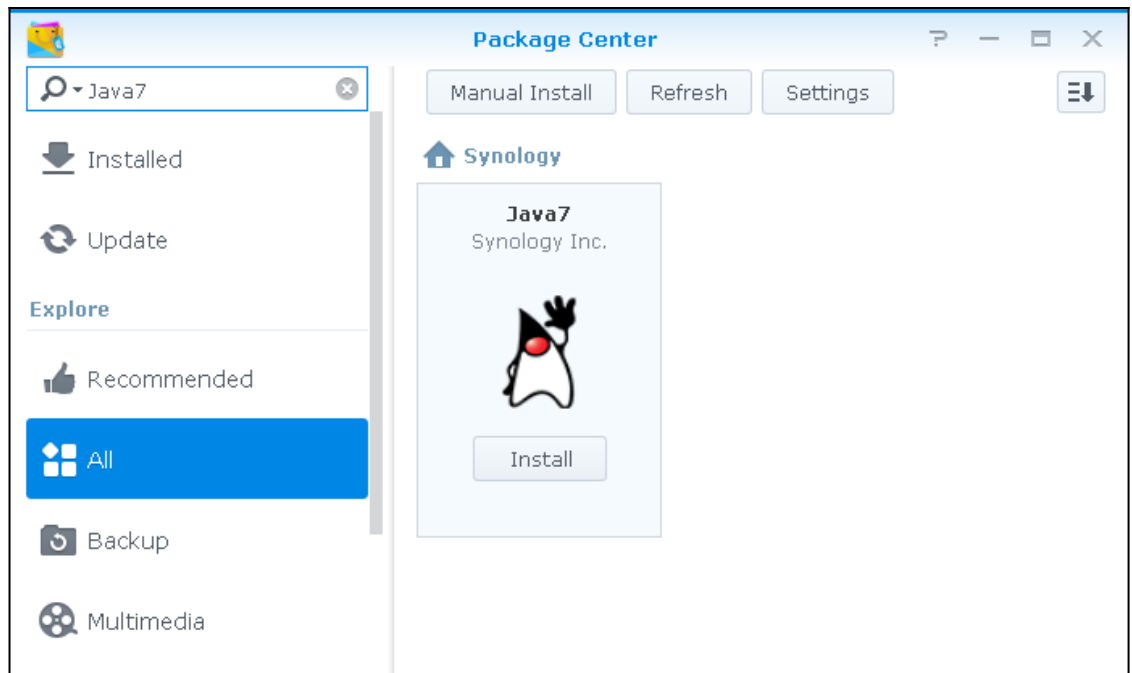 Package Center
Java7
Manual Install Refresh Settings
Installed
Update
Explore
Recommended
All
Backup
Multimedia
Synology
Java7
Synology Inc.
Install